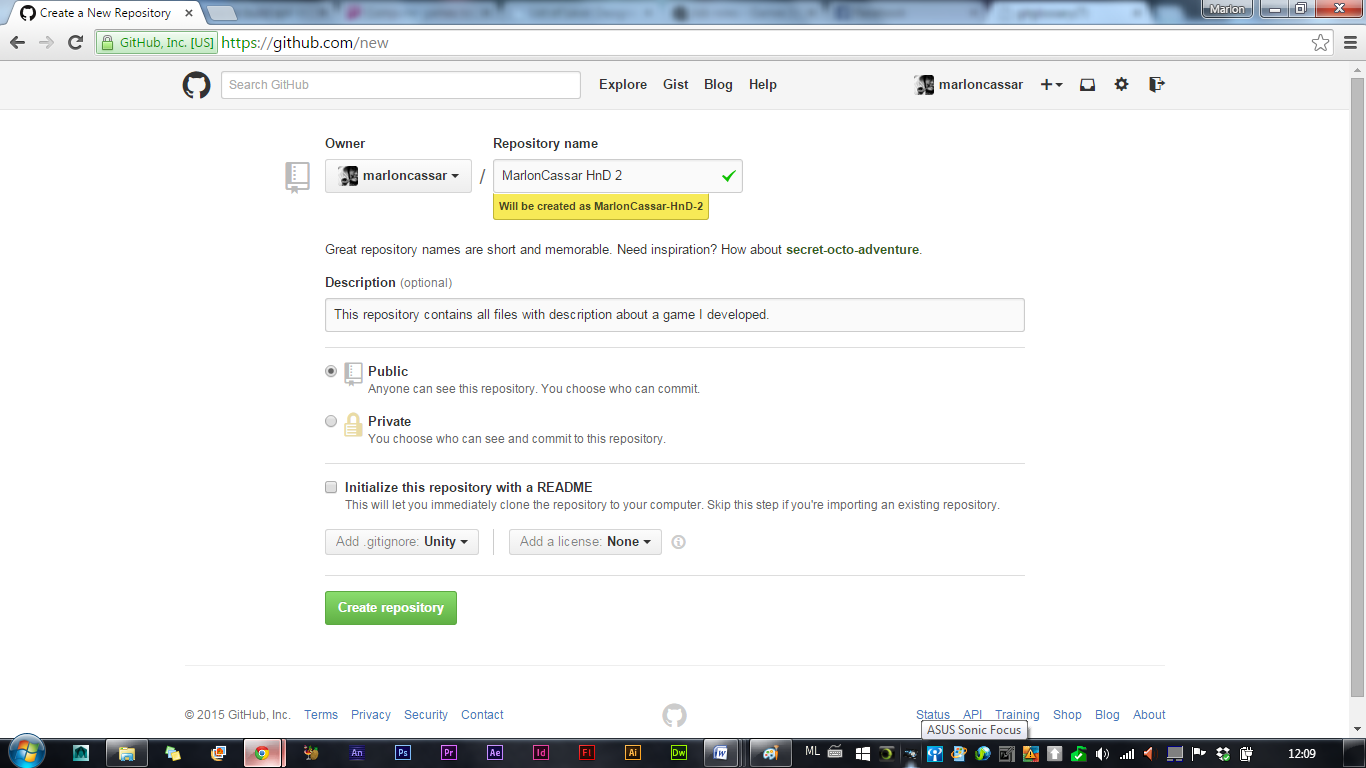 Create a New Repository
Marlon
GitHub, Inc. [US] https://github.com/new
Search GitHub Explore Gist Blog Help marloncassar
Owner Repository name
marloncassar / MarlonCassar HnD 2
Will be created as MarlonCassar-HnD-2
Great repository names are short and memorable. Need inspiration? How about secret-octo-adventure.
Description (optional)
This repository contains all files with description about a game I developed.
Public
Anyone can see this repository. You choose who can commit.
Private
You choose who can see and commit to this repository.
Initialize this repository with a README
This will let you immediately clone the repository to your computer. Skip this step if you're importing an existing repository.
Add .gitignore: Unity Add a license: None
Create repository
© 2015 GitHub, Inc. Terms Privacy Security Contact Status API Training Shop Blog About
ASUS Sonic Focus
An Ps Pr Ae Id Fl Ai Dw W ML 12:09